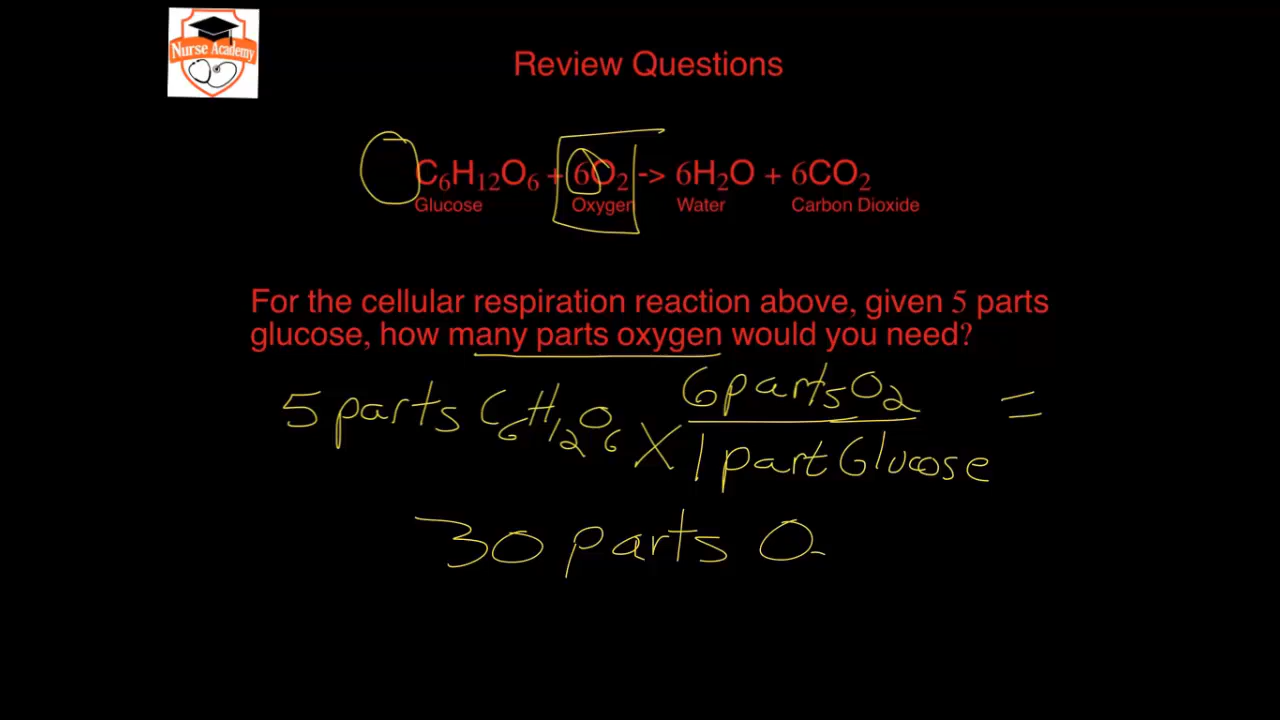 Nurse Academy
Review Questions
C₆H₁₂O₆ + 6O₂ -> 6H₂O + 6CO₂
Glucose Oxygen Water Carbon Dioxide
For the cellular respiration reaction above, given 5 parts
glucose, how many parts oxygen would you need?
6 parts O₂
5 parts C₆H₁₂O₆ X =
1 part Glucose
30 parts O